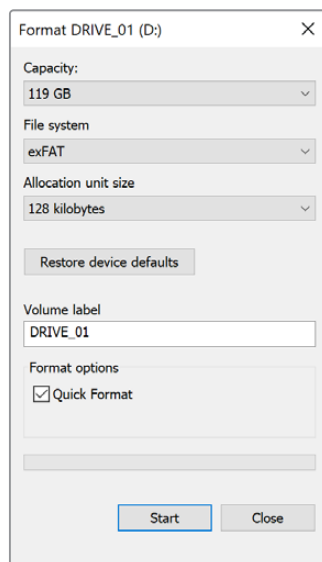 Format DRIVE_01 (D:)
Capacity:
119 GB
File system
exFAT
Allocation unit size
128 kilobytes
Restore device defaults
Volume label
DRIVE_01
Format options
Quick Format
Start Close